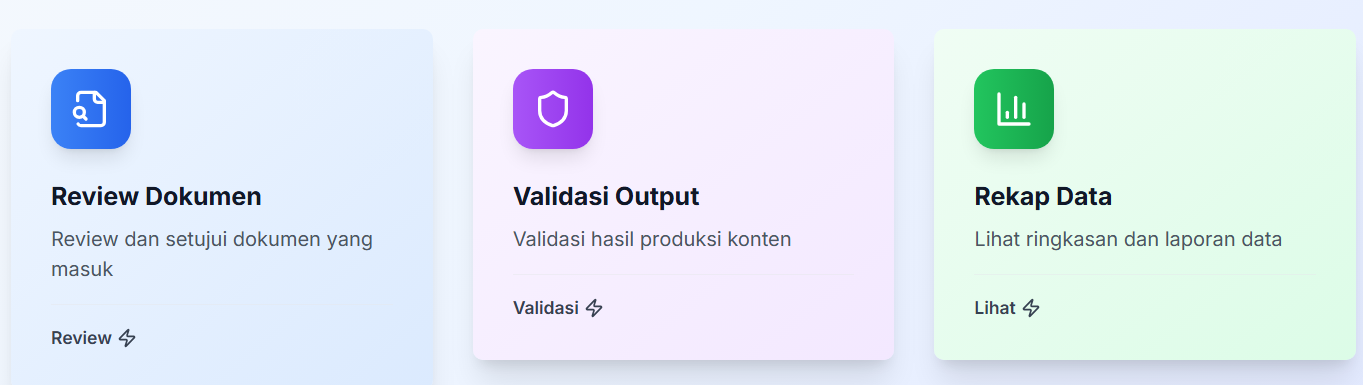 Review Dokumen
Review dan setujui dokumen yang
masuk
Review
Validasi Output
Validasi hasil produksi konten
Validasi
Rekap Data
Lihat ringkasan dan laporan data
Lihat